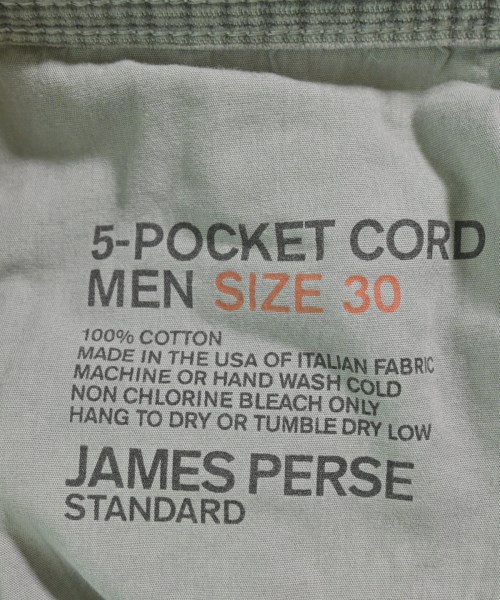 5-POCKET CORD
MEN SIZE 30
100% COTTON
MADE IN THE USA OF ITALIAN FABRIC
MACHINE OR HAND WASH COLD
NON CHLORINE BLEACH ONLY
HANG TO DRY OR TUMBLE DRY LOW
JAMES PERSE
STANDARD